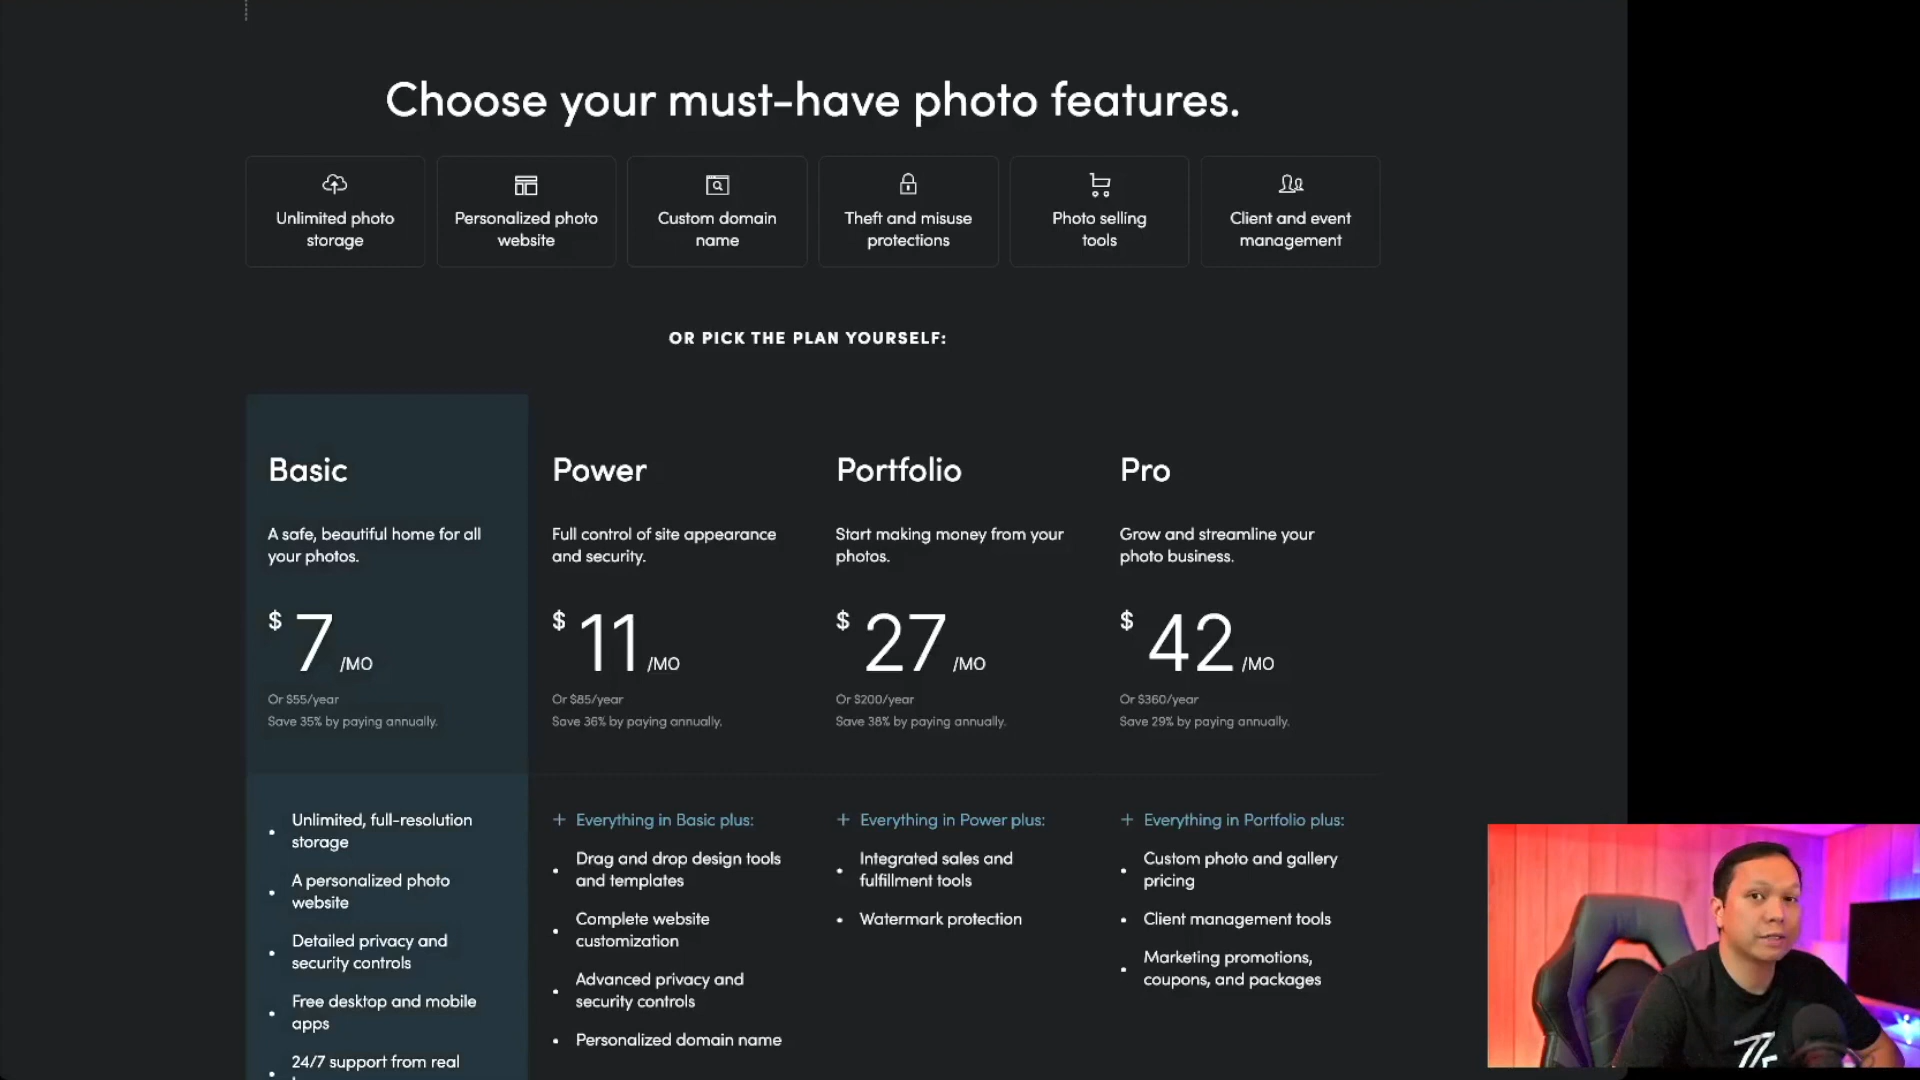 Choose your must-have photo features.
Unlimited photo
storage
Personalized photo
website
Custom domain
name
Theft and misuse
protections
Photo selling
tools
Client and event
management
OR PICK THE PLAN YOURSELF:
Basic
A safe, beautiful home for all
your photos.
$ 7 /MO
Or $55/year
Save 35% by paying annually.
Unlimited, full-resolution
storage
A personalized photo
website
Detailed privacy and
security controls
Free desktop and mobile
apps
24/7 support from real
Power
Full control of site appearance
and security.
$ 11 /MO
Or $85/year
Save 36% by paying annually.
+ Everything in Basic plus:
Drag and drop design tools
and templates
Complete website
customization
Advanced privacy and
security controls
Personalized domain name
Portfolio
Start making money from your
photos.
$ 27 /MO
Or $200/year
Save 38% by paying annually.
+ Everything in Power plus:
Integrated sales and
fulfillment tools
Watermark protection
Pro
Grow and streamline your
photo business.
$ 42 /MO
Or $360/year
Save 29% by paying annually.
+ Everything in Portfolio plus:
Custom photo and gallery
pricing
Client management tools
Marketing promotions,
coupons, and packages